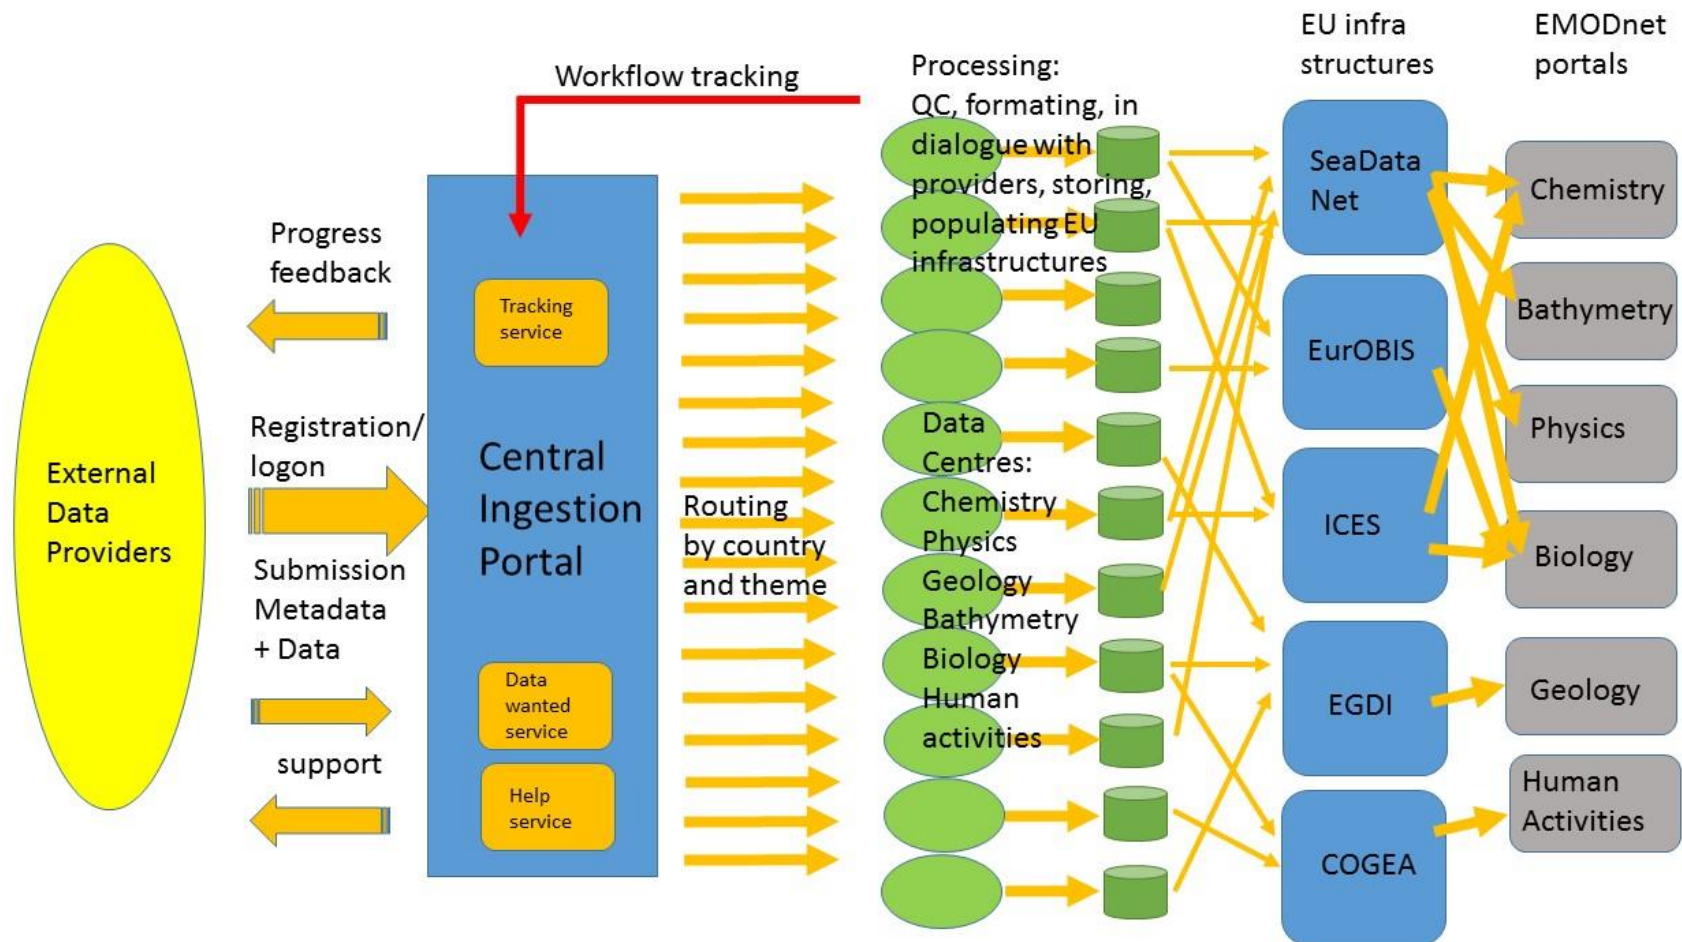 EU infra
structures
EMODnet
portals
Workflow tracking
Processing:
QC, formating, in
dialogue with
providers, storing,
populating EU
infrastructures
Progress
feedback
Registration/
logon
Submission
Metadata
+ Data
support
External
Data
Providers
Tracking
service
Central
Ingestion
Portal
Data
wanted
service
Help
service
Routing
by country
and theme
Data
Centres:
Chemistry
Physics
Geology
Bathymetry
Biology
Human
activities
SeaData
Net
EurOBIS
ICES
EGDI
COGEA
Chemistry
Bathymetry
Physics
Biology
Geology
Human
Activities